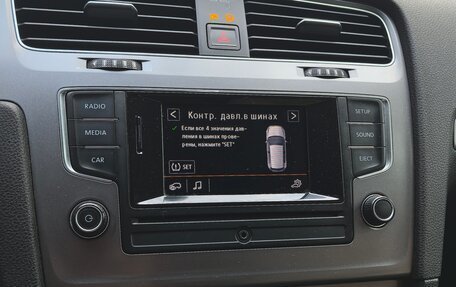 RADIO
MEDIA
CAR
Контр. давл.в шинах
Если все 4 значения дав-
ления в шинах прове-
рены, нажмите "SET"
SET
SETUP
SOUND
EJECT